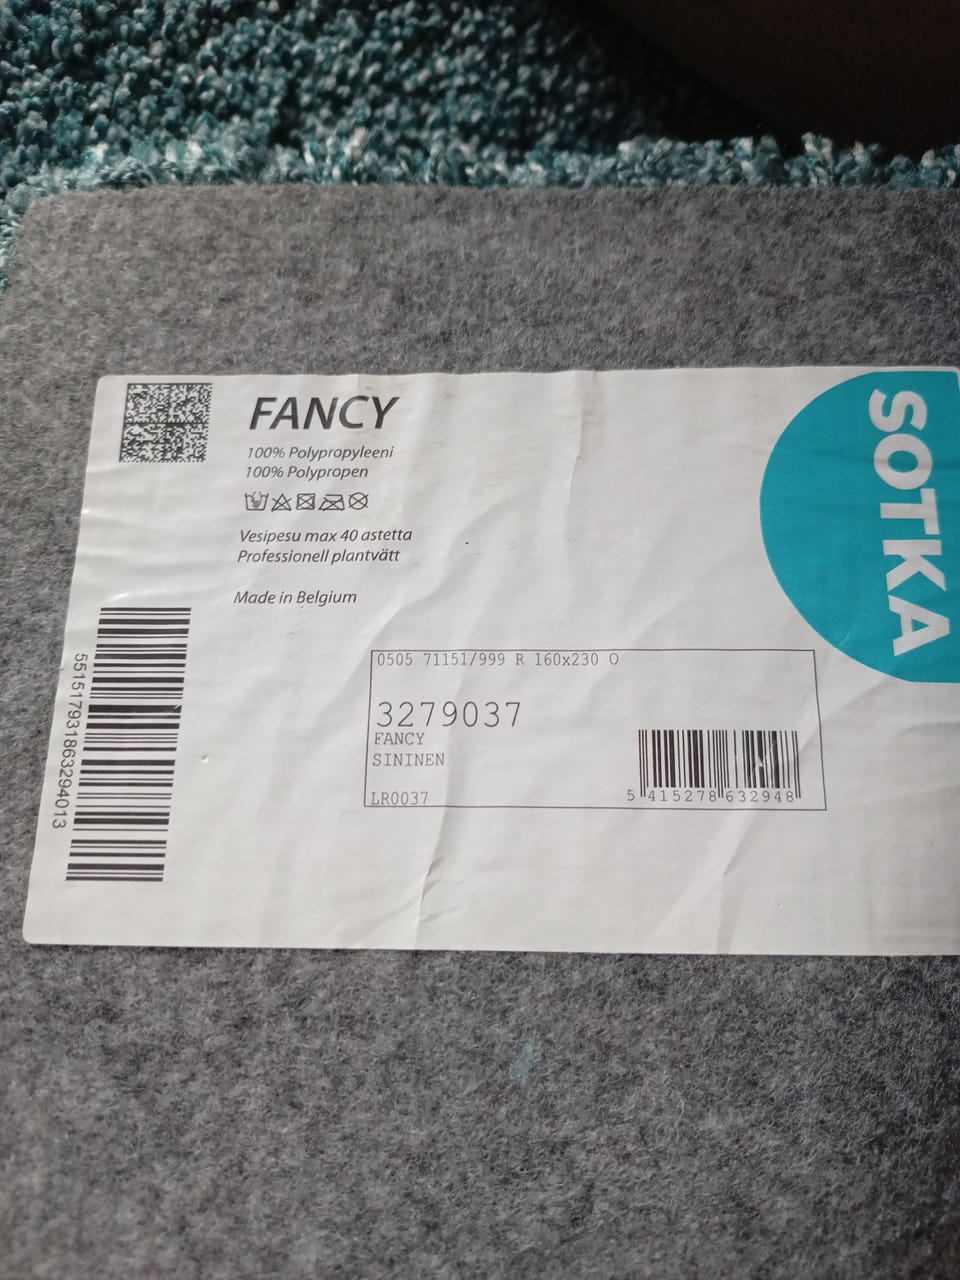 FANCY
100% Polypropyleeni
100% Polypropen
Vesipesu max 40 astetta
Professionell plantvätt
Made in Belgium
SOTKA
0505 71151/999 R 160x230 O
3279037
FANCY
SININEN
LR0037
5 415278 632948
5515179318632940​13